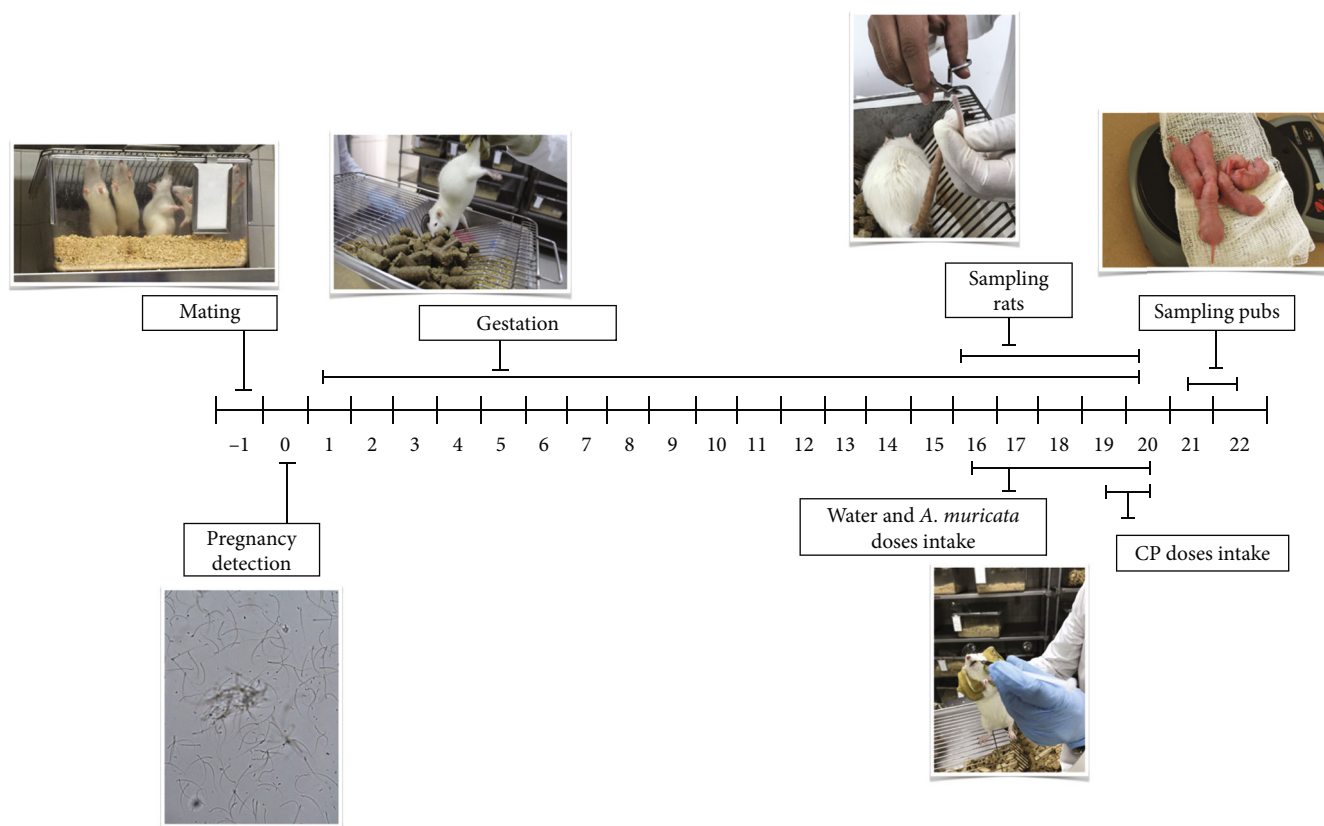 Mating
Gestation
Sampling
rats
Sampling pubs
–1 0 1 2 3 4 5 6 7 8 9 10 11 12 13 14 15 16 17 18 19 20 21 22
Pregnancy
detection
Water and A. muricata
doses intake
CP doses intake